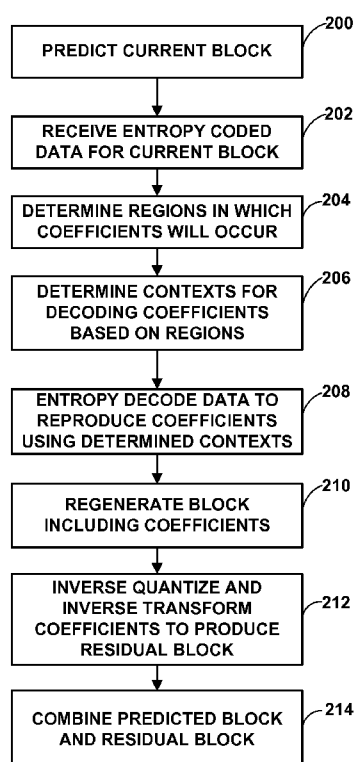 200
PREDICT CURRENT BLOCK
202
RECEIVE ENTROPY CODED
DATA FOR CURRENT BLOCK
204
DETERMINE REGIONS IN WHICH
COEFFICIENTS WILL OCCUR
206
DETERMINE CONTEXTS FOR
DECODING COEFFICIENTS
BASED ON REGIONS
208
ENTROPY DECODE DATA TO
REPRODUCE COEFFICIENTS
USING DETERMINED CONTEXTS
210
REGENERATE BLOCK
INCLUDING COEFFICIENTS
212
INVERSE QUANTIZE AND
INVERSE TRANSFORM
COEFFICIENTS TO PRODUCE
RESIDUAL BLOCK
214
COMBINE PREDICTED BLOCK
AND RESIDUAL BLOCK